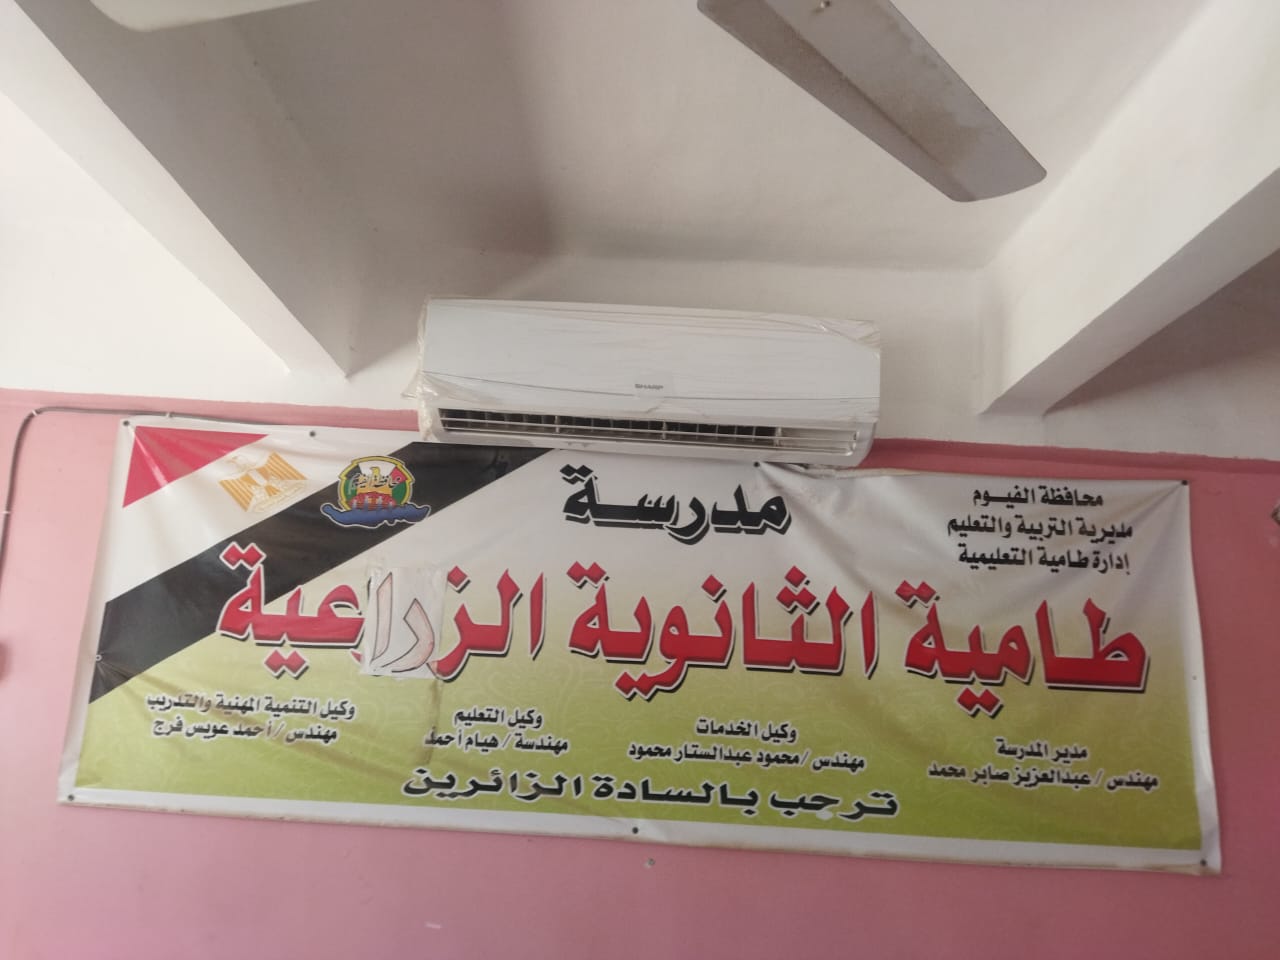 SHARP
محافظة الفيوم
مديرية التربية والتعليم
إدارة طامية التعليمية
محافظة الفيوم
مدرسة
طامية الثانوية الزراعية
مدير المدرسة
مهندس / عبدالعزيز صابر محمد
وكيل الخدمات
مهندس / محمود عبدالستار محمود
وكيل التعليم
مهندسة / هيام أحمد
وكيل التنمية المهنية والتدريب
مهندس / أحمد عويس فرج
ترحب بالسادة الزائرين